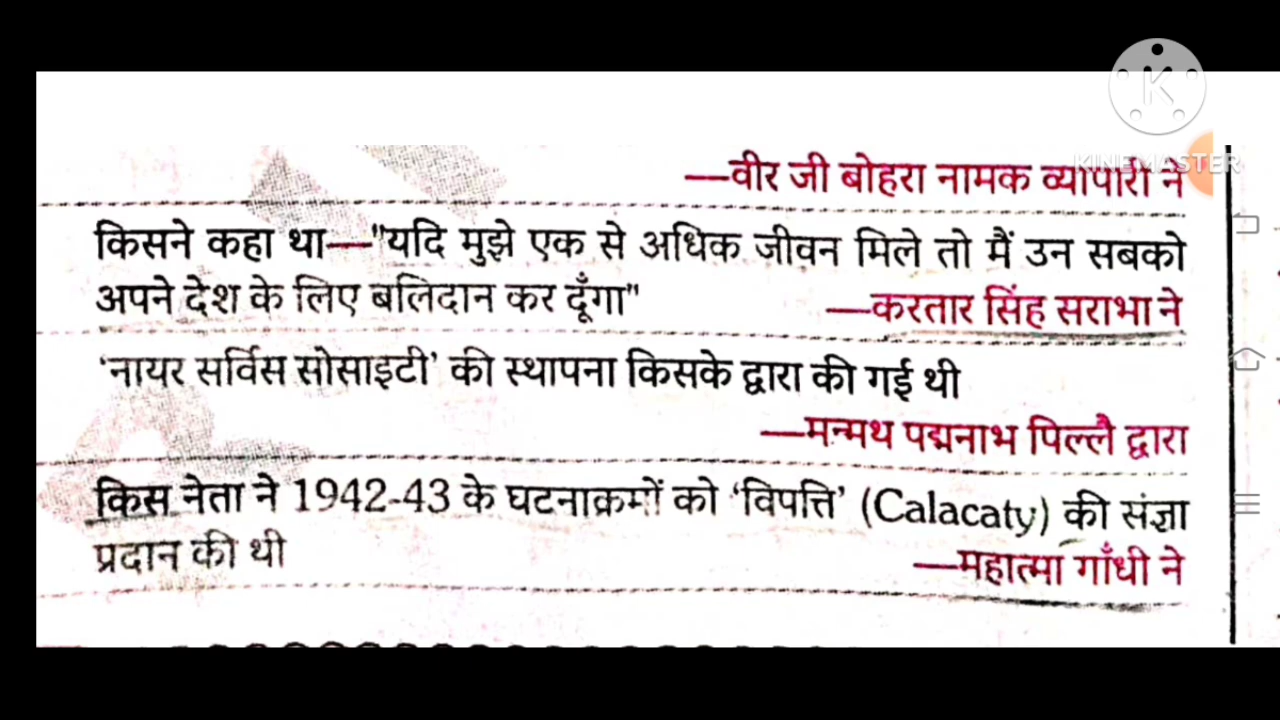 KINEMASTER
—वीर जी बोहरा नामक व्यापारी ने
किसने कहा था—"यदि मुझे एक से अधिक जीवन मिले तो मैं उन सबको
अपने देश के लिए बलिदान कर दूँगा" —करतार सिंह सराभा ने
‘नायर सर्विस सोसाइटी’ की स्थापना किसके द्वारा की गई थी
—मन्मथ पद्मनाभ पिल्लै द्वारा
किस नेता ने 1942-43 के घटनाक्रमों को ‘विपत्ति’ (Calacaty) की संज्ञा
प्रदान की थी —महात्मा गाँधी ने